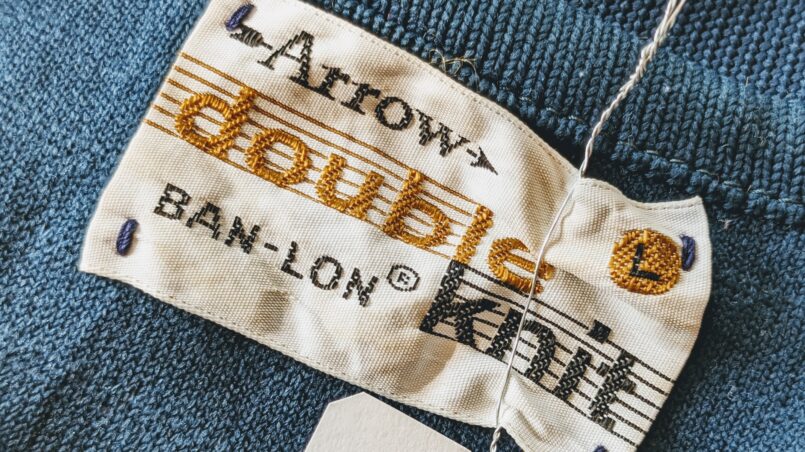 Arrow
double
BAN-LON®
knit
L